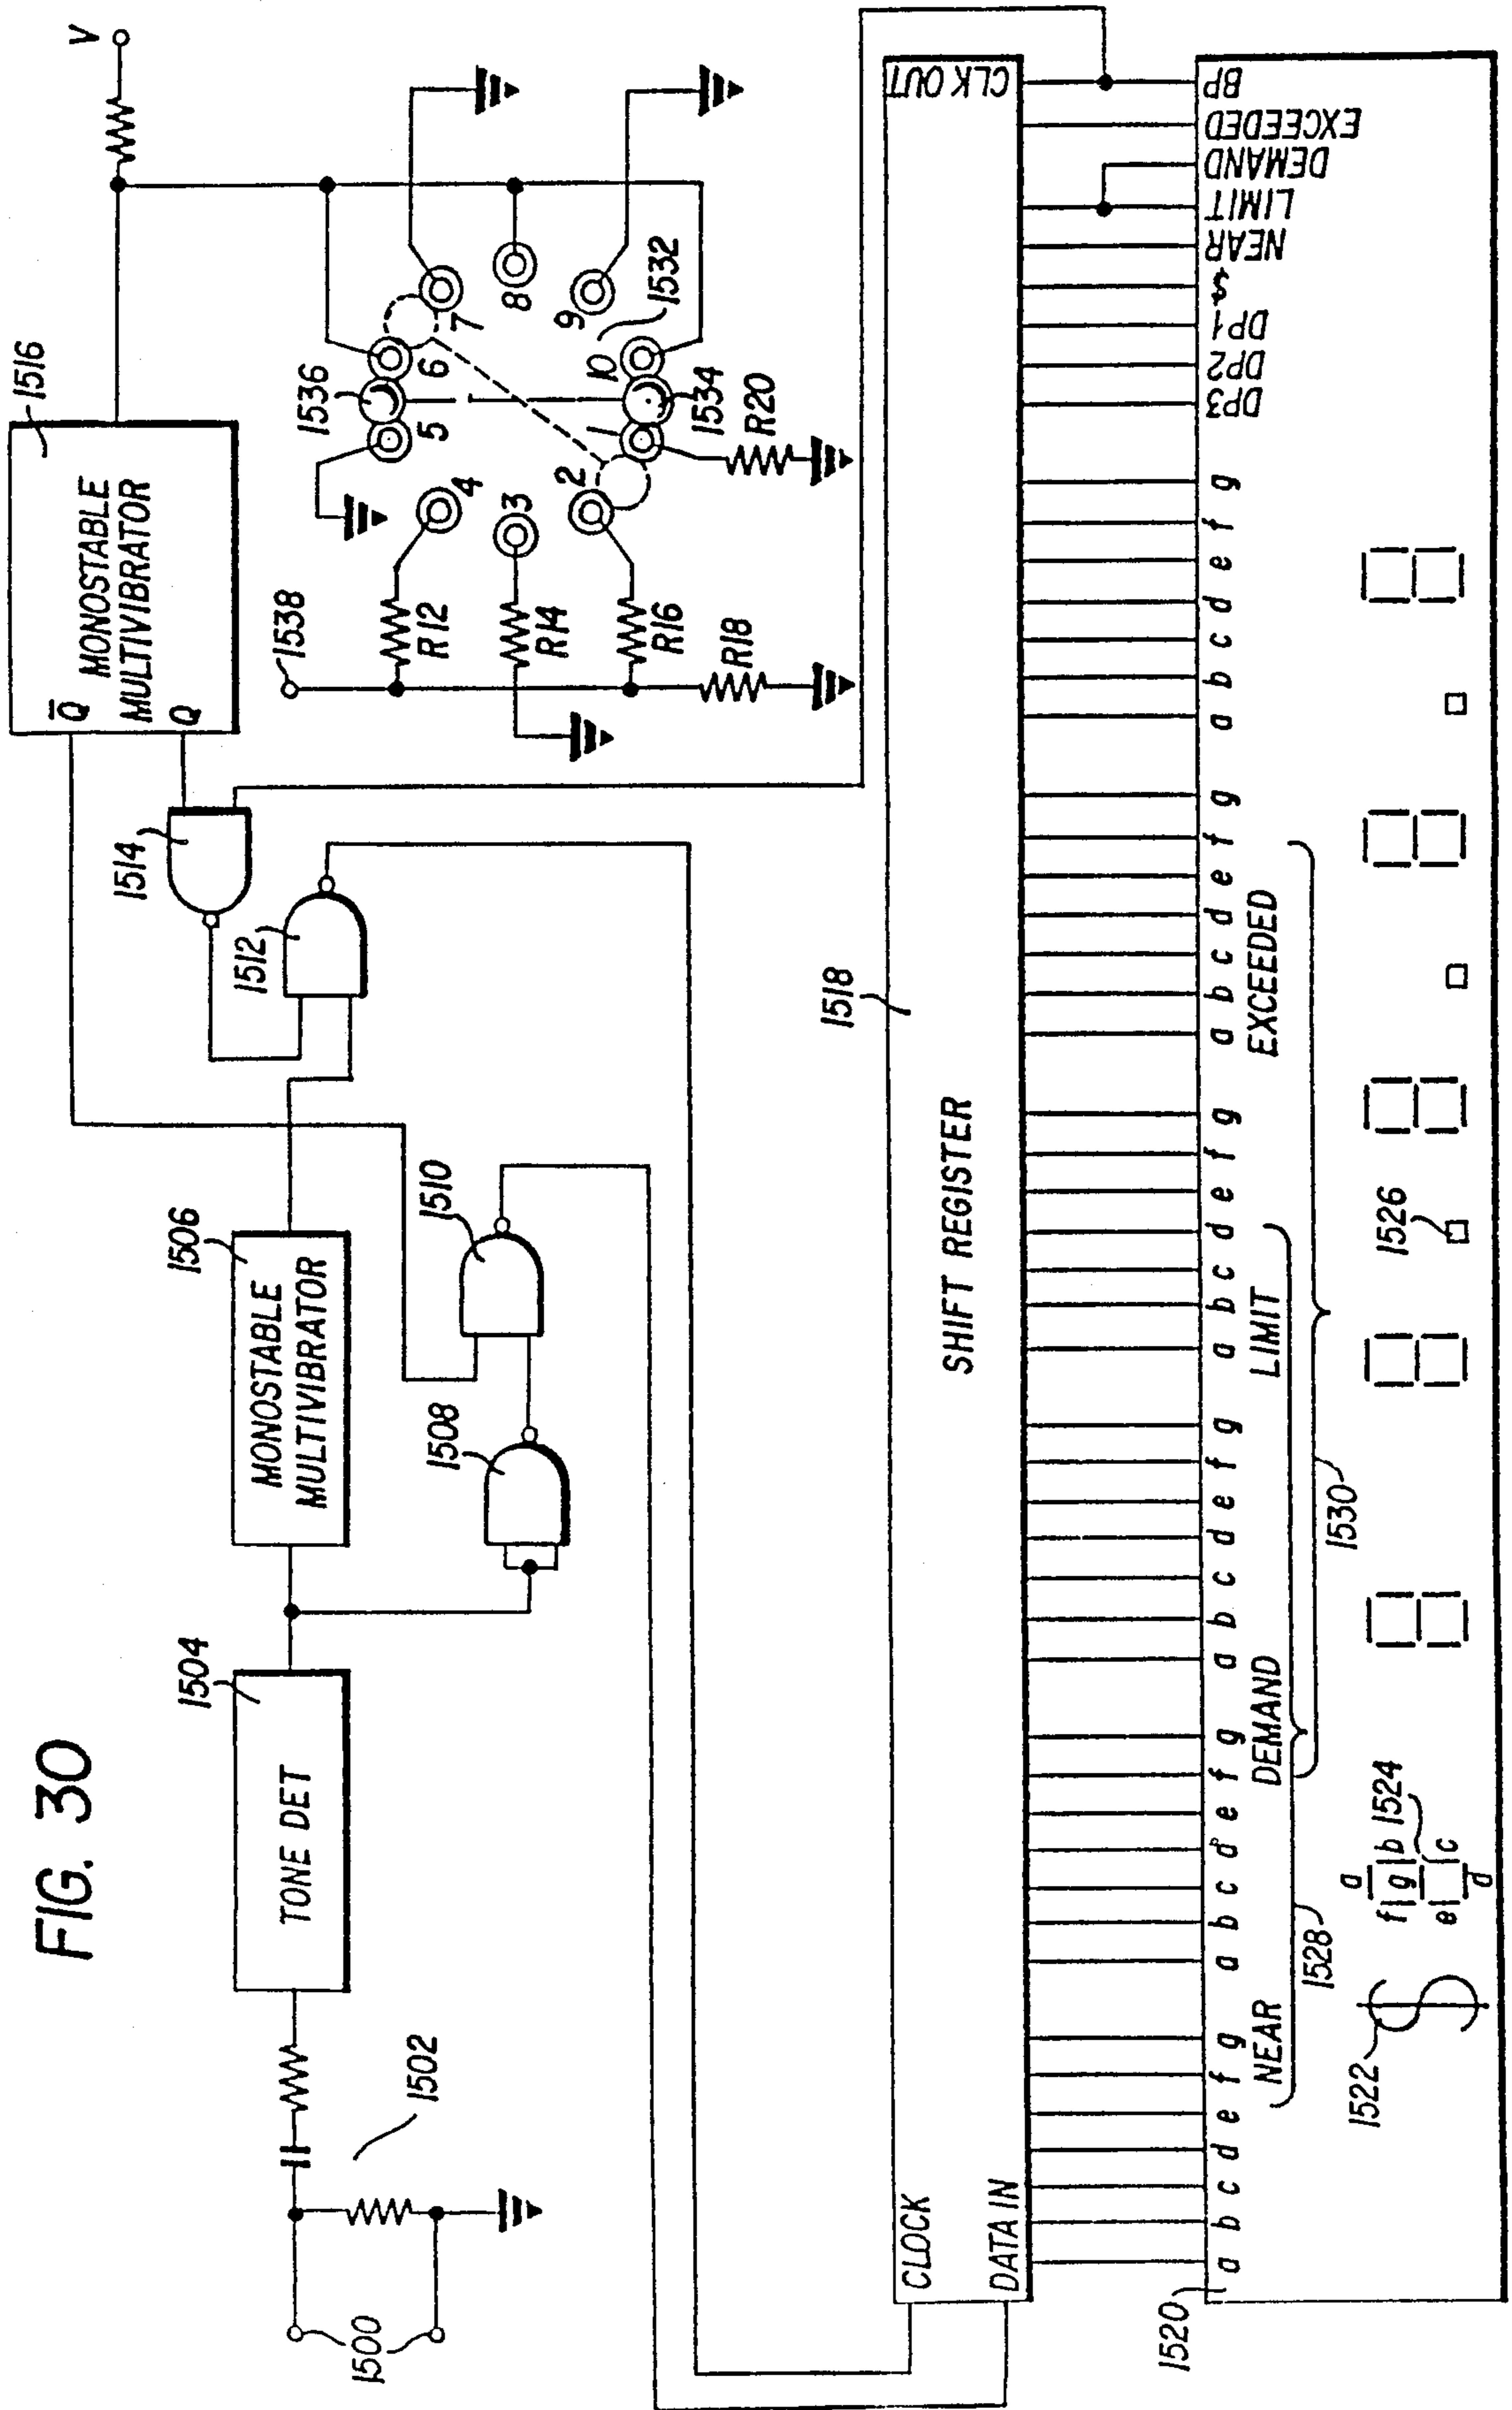 FIG. 30
1500
1502
1504
TONE DET
1506
MONOSTABLE
MULTIVIBRATOR
1508
1510
1512
1514
1516
MONOSTABLE
MULTIVIBRATOR
Q̅
Q
V
1538
R12
R14
R16
R18
R20
1536
1534
1532
1
2
3
4
5
6
7
8
9
10
CLOCK
DATA IN
SHIFT REGISTER
1518
CLK OUT
1520
a b c d e f g a b c d e f g a b c d e f g a b c d e f g a b c d e f g a b c d e f g DP3 DP2 DP1 $ NEAR LIMIT DEMAND EXCEEDED BP
NEAR DEMAND LIMIT EXCEEDED
1528
1530
1522
$
a
f g b
e c
d
1524
1526